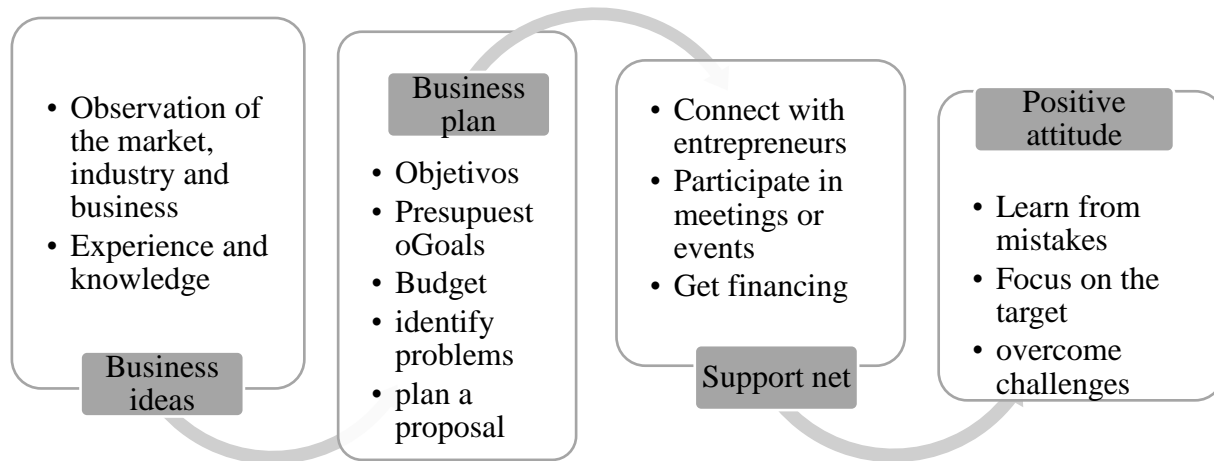 • Observation of
the market,
industry and
business
• Experience and
knowledge
Business
ideas
Business
plan
• Objetivos
• Presupuest
oGoals
• Budget
• identify
problems
• plan a
proposal
• Connect with
entrepreneurs
• Participate in
meetings or
events
• Get financing
Support net
Positive
attitude
• Learn from
mistakes
• Focus on the
target
• overcome
challenges